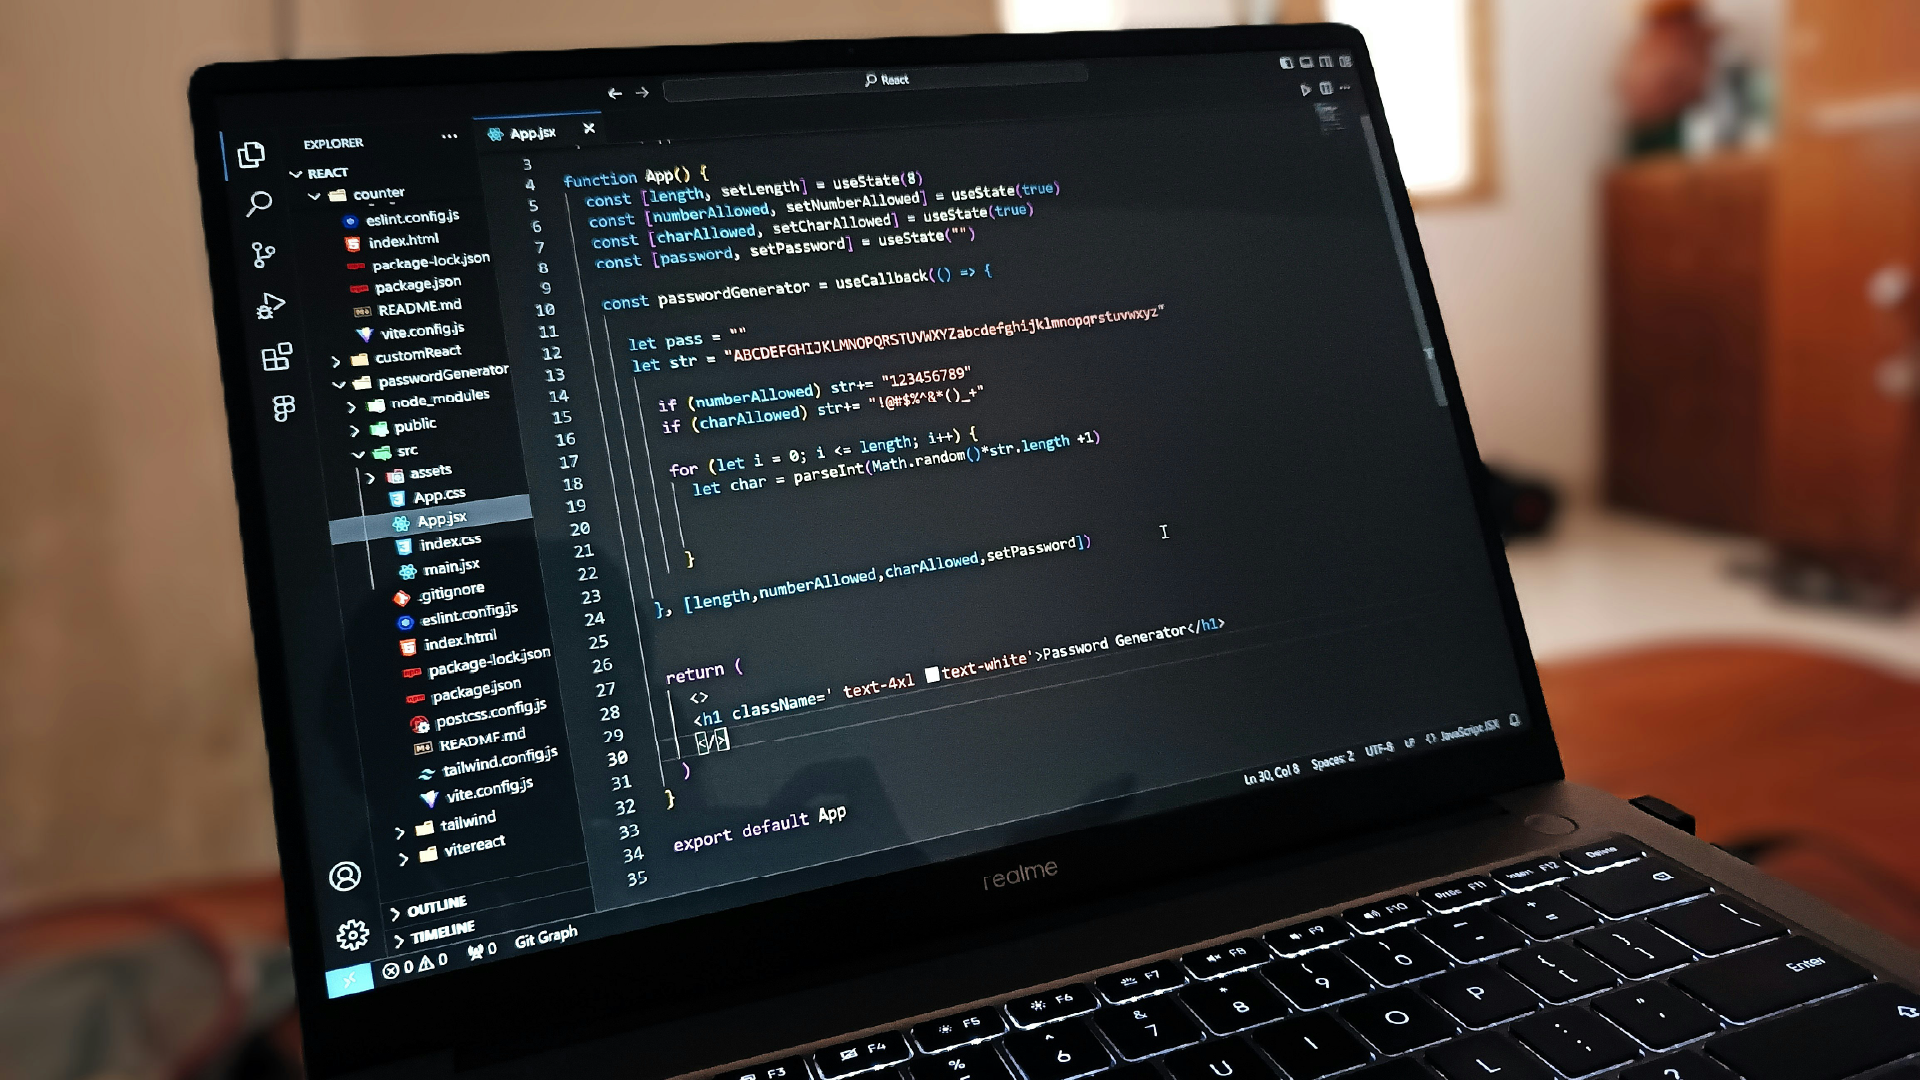 React
EXPLORER
REACT
counter
eslint.config.js
index.html
package-lock.json
package.json
README.md
vite.config.js
customReact
passwordGenerator
node_modules
public
src
assets
App.css
App.jsx
index.css
main.jsx
.gitignore
eslint.config.js
index.html
package-lock.json
package.json
postcss.config.js
README.md
tailwind.config.js
vite.config.js
tailwind
vitereact
OUTLINE
TIMELINE
App.jsx
3
4 function App() {
5 const [length, setLength] = useState(8)
6 const [numberAllowed, setNumberAllowed] = useState(true)
7 const [charAllowed, setCharAllowed] = useState(true)
8 const [password, setPassword] = useState("")
9
10 const passwordGenerator = useCallback(() => {
11
12 let pass = ""
13 let str = "ABCDEFGHIJKLMNOPQRSTUVWXYZabcdefghijklmnopqrstuvwxyz"
14
15 if (numberAllowed) str+= "123456789"
16 if (charAllowed) str+= "!@#$%^&*()_+"
17
18 for (let i = 0; i <= length; i++) {
19 let char = parseInt(Math.random()*str.length +1)
20
21
22 }
23
24 }, [length,numberAllowed,charAllowed,setPassword])
25
26
27 return (
28 <>
29 <h1 className=' text-4xl text-white'>Password Generator</h1>
30 </>
31 )
32 }
33
34 export default App
35
0 0 0 Git Graph
Ln 30, Col 8 Spaces: 2 UTF-8 LF {} JavaScript JSX
realme
F3 F4 F5 F6 F7 F8 F9 F10 F11 F12 Delete
% ^ 6 & 7 * 8 ( 9 ) 0 _ - + =
U I O P { [ } ] | \
L : ; " ' Enter
?